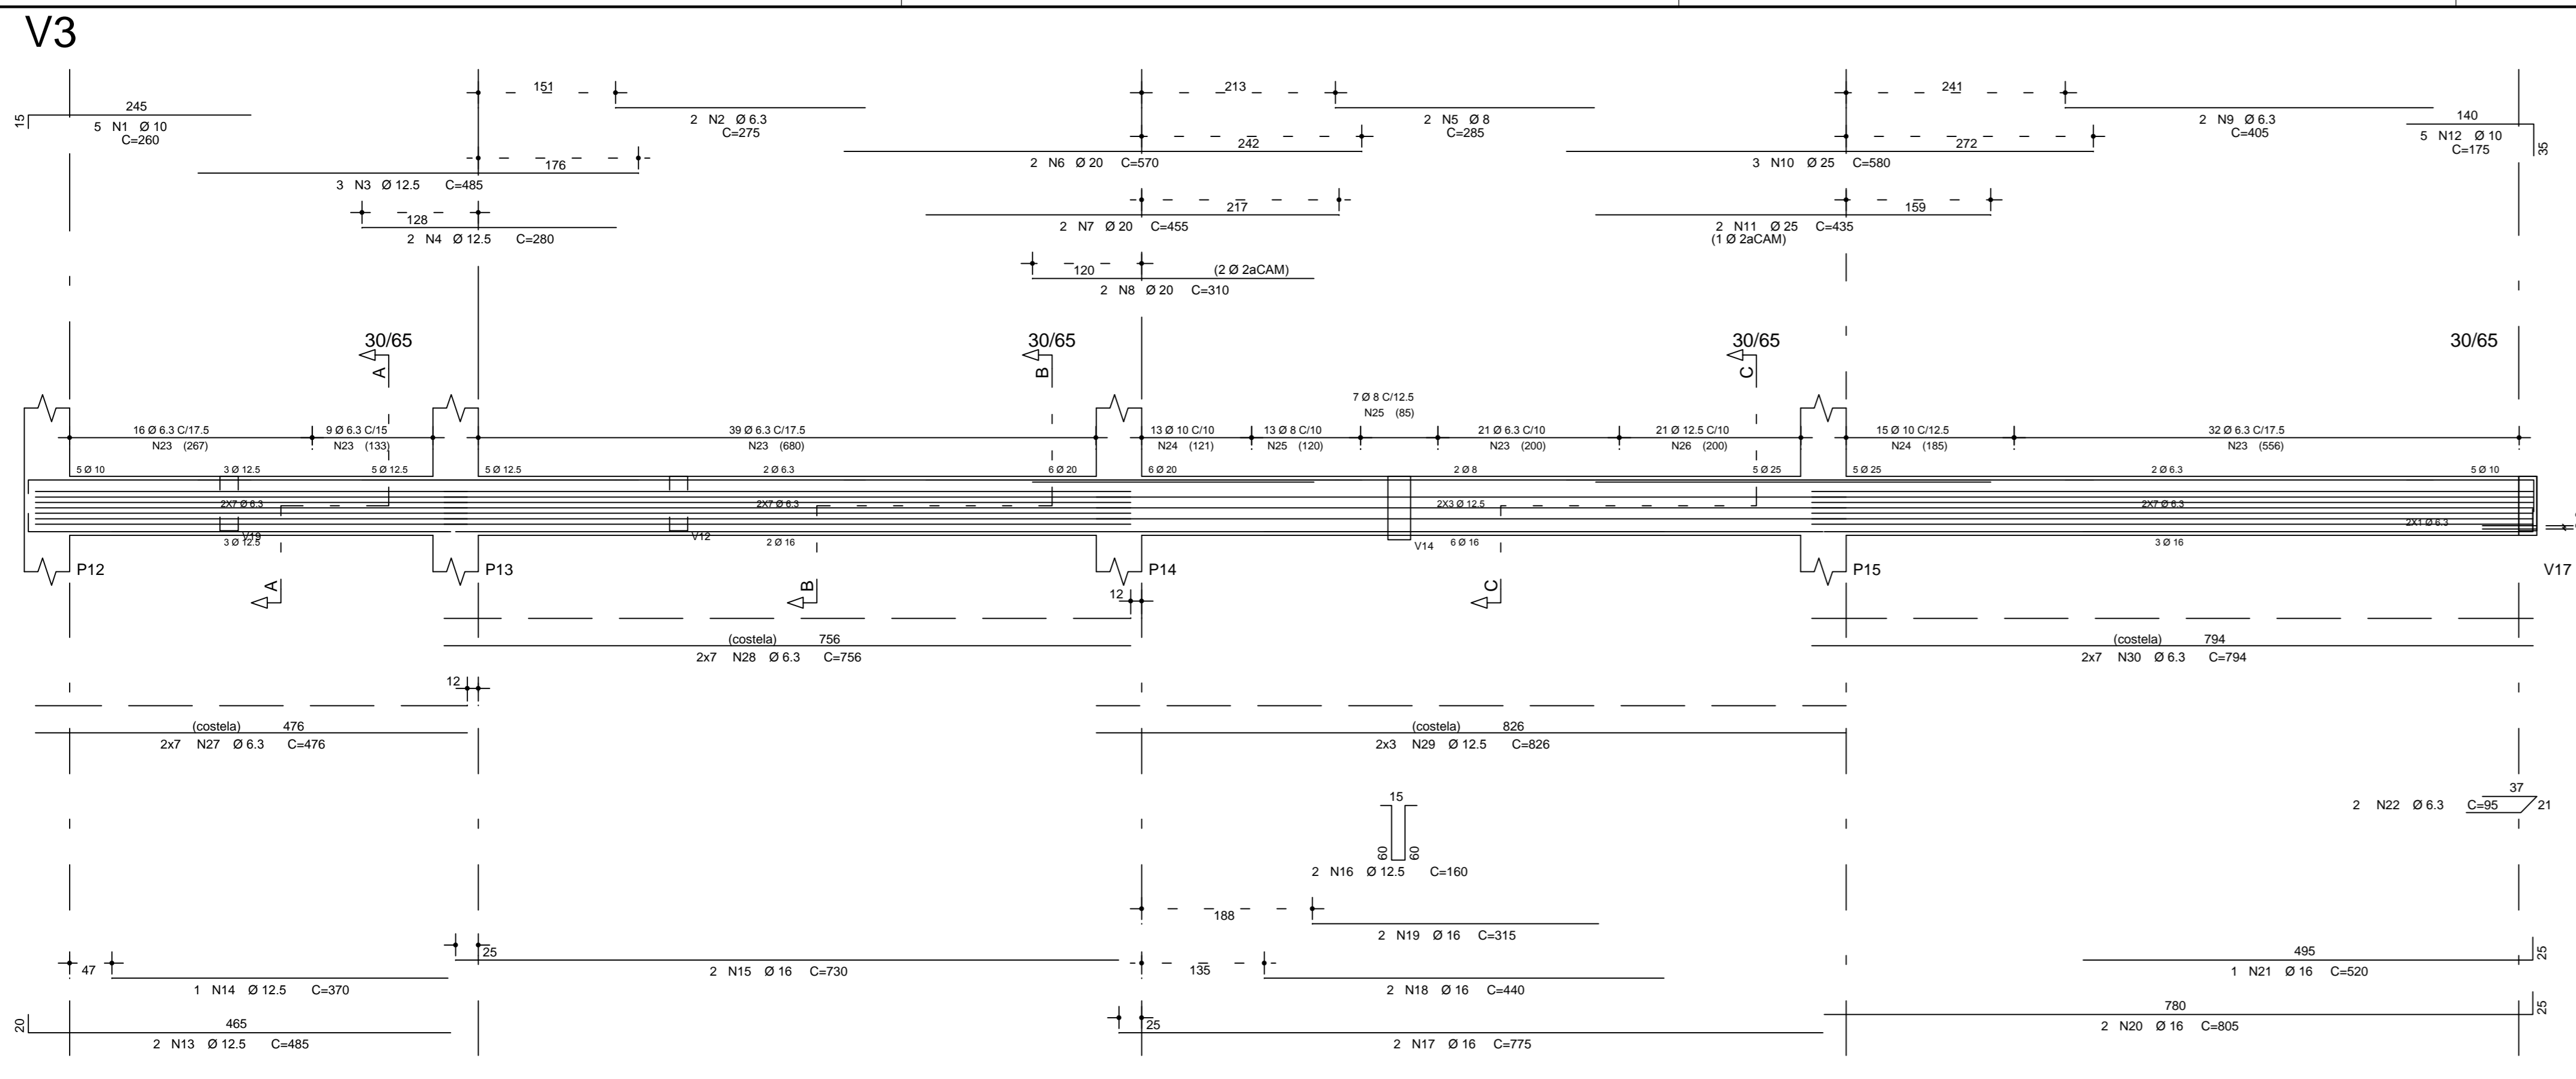 V3
151
213
241
245
15
5 N1 Ø 10
C=260
2 N2 Ø 6.3
C=275
2 N5 Ø 8
C=285
2 N9 Ø 6.3
C=405
140
5 N12 Ø 10
C=175
35
242
2 N6 Ø 20 C=570
272
3 N10 Ø 25 C=580
176
3 N3 Ø 12.5 C=485
128
2 N4 Ø 12.5 C=280
217
2 N7 Ø 20 C=455
159
2 N11 Ø 25 C=435
(1 Ø 2aCAM)
120
(2 Ø 2aCAM)
2 N8 Ø 20 C=310
30/65
30/65
30/65
30/65
A
B
C
16 Ø 6.3 C/17.5
N23 (267)
9 Ø 6.3 C/15
N23 (133)
39 Ø 6.3 C/17.5
N23 (680)
13 Ø 10 C/10
N24 (121)
13 Ø 8 C/10
N25 (120)
7 Ø 8 C/12.5
N25 (85)
21 Ø 6.3 C/10
N23 (200)
21 Ø 12.5 C/10
N26 (200)
15 Ø 10 C/12.5
N24 (185)
32 Ø 6.3 C/17.5
N23 (556)
5 Ø 10
3 Ø 12.5
5 Ø 12.5
5 Ø 12.5
2 Ø 6.3
6 Ø 20
6 Ø 20
2 Ø 8
5 Ø 25
5 Ø 25
2 Ø 6.3
5 Ø 10
2X7 Ø 6.3
2X7 Ø 6.3
2X3 Ø 12.5
2X7 Ø 6.3
2X1 Ø 6.3
V19
3 Ø 12.5
V12
2 Ø 16
V14
6 Ø 16
3 Ø 16
P12
P13
P14
P15
V17
A
B
C
12
(costela) 756
2x7 N28 Ø 6.3 C=756
(costela) 794
2x7 N30 Ø 6.3 C=794
12
(costela) 476
2x7 N27 Ø 6.3 C=476
(costela) 826
2x3 N29 Ø 12.5 C=826
15
60
60
2 N16 Ø 12.5 C=160
37
2 N22 Ø 6.3 C=95
21
188
2 N19 Ø 16 C=315
25
2 N15 Ø 16 C=730
495
25
1 N21 Ø 16 C=520
47
1 N14 Ø 12.5 C=370
135
2 N18 Ø 16 C=440
780
25
2 N20 Ø 16 C=805
20
465
2 N13 Ø 12.5 C=485
25
2 N17 Ø 16 C=775